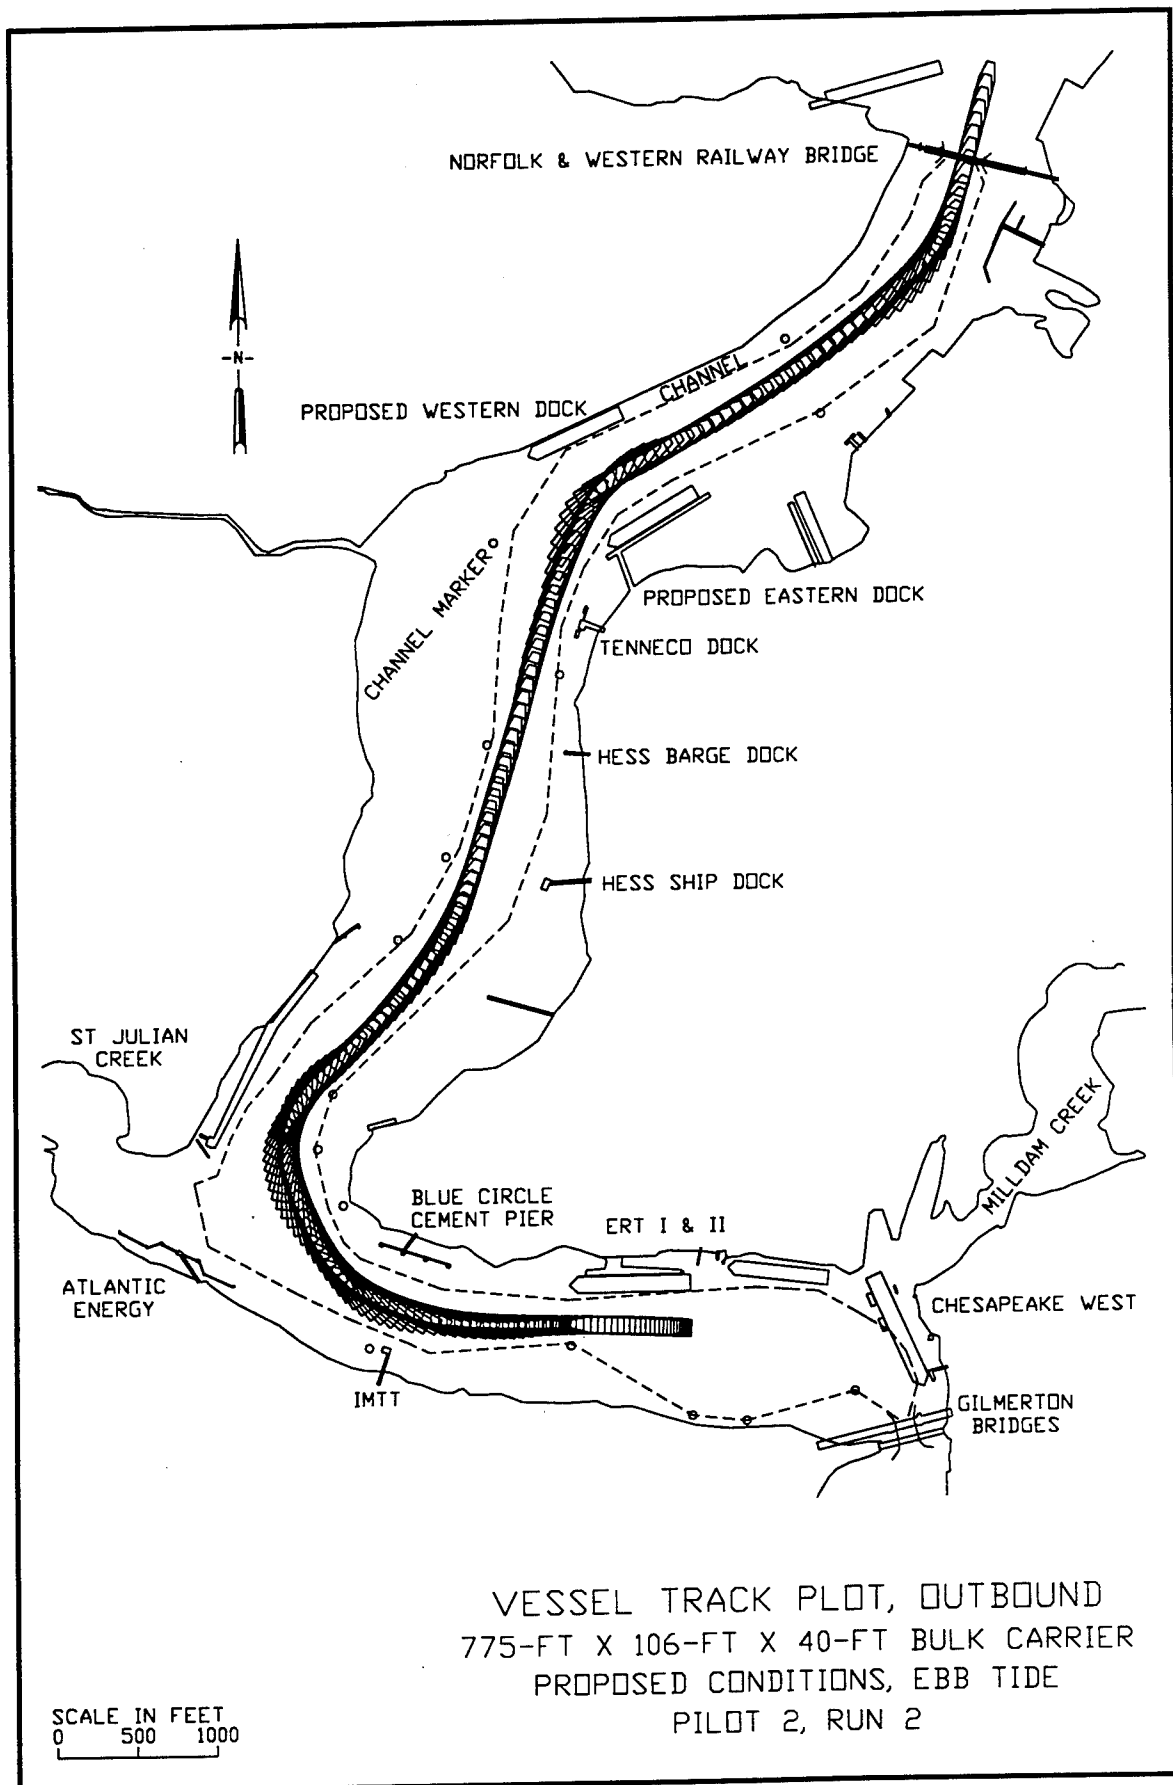 NORFOLK & WESTERN RAILWAY BRIDGE
-N-
CHANNEL
PROPOSED WESTERN DOCK
CHANNEL MARKER
PROPOSED EASTERN DOCK
TENNECO DOCK
HESS BARGE DOCK
HESS SHIP DOCK
ST JULIAN
CREEK
MILLDAM CREEK
BLUE CIRCLE
CEMENT PIER
ERT I & II
ATLANTIC
ENERGY
CHESAPEAKE WEST
IMTT
GILMERTON
BRIDGES
VESSEL TRACK PLOT, OUTBOUND
775-FT X 106-FT X 40-FT BULK CARRIER
PROPOSED CONDITIONS, EBB TIDE
PILOT 2, RUN 2
SCALE IN FEET
0 500 1000